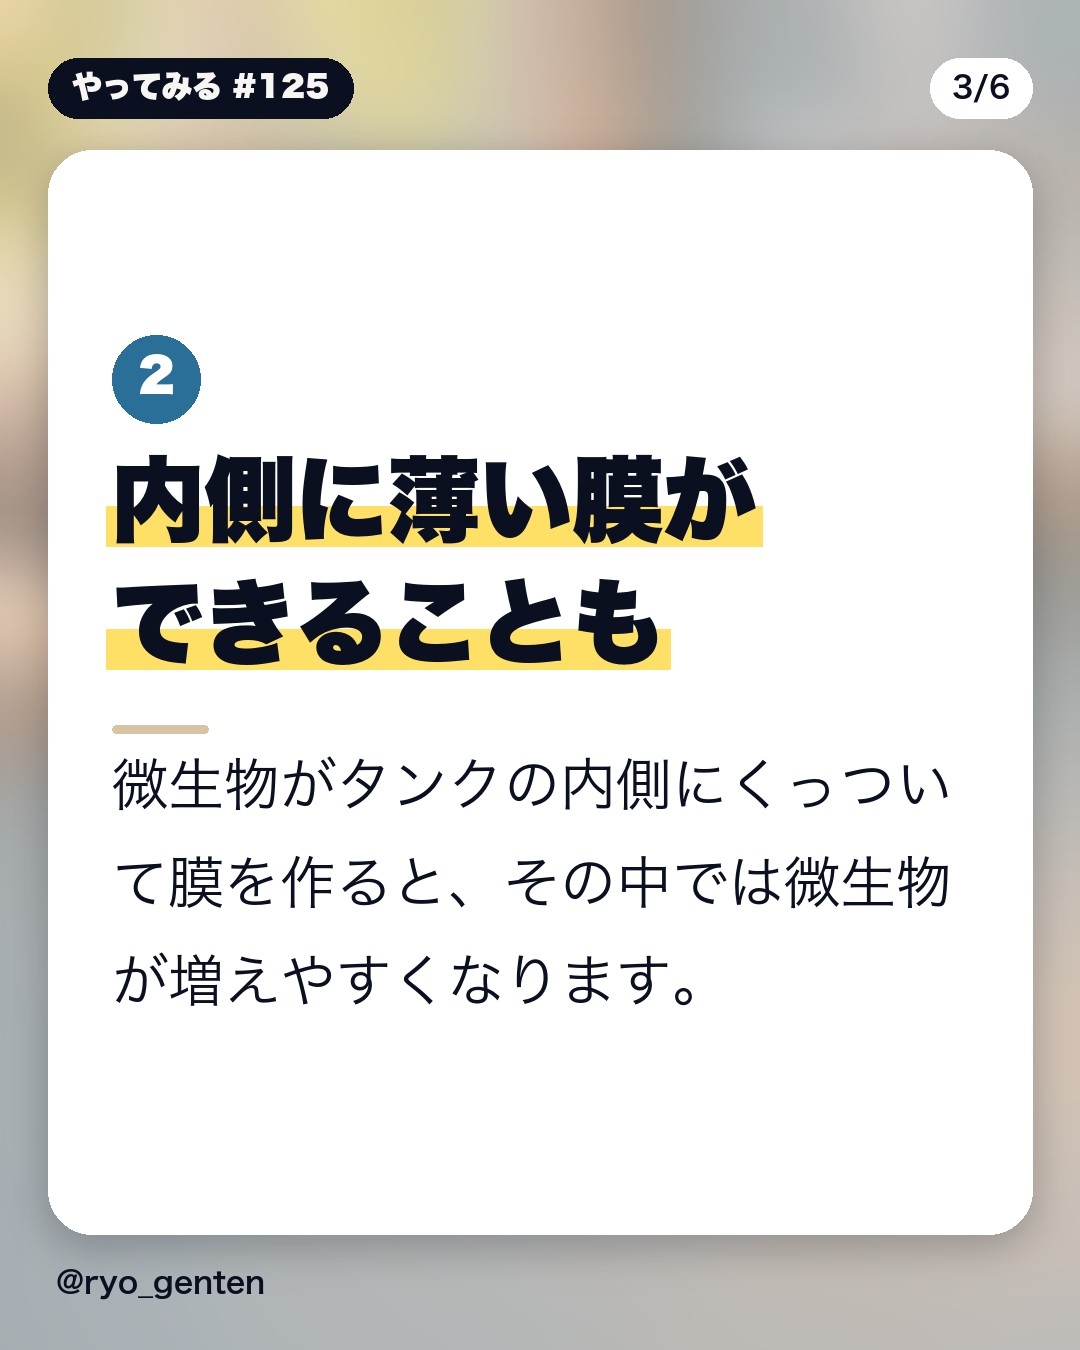 やってみる #125
3/6
2
内側に薄い膜が
できることも
微生物がタンクの内側にくっつい
て膜を作ると、その中では微生物
が増えやすくなります。
@ryo_genten